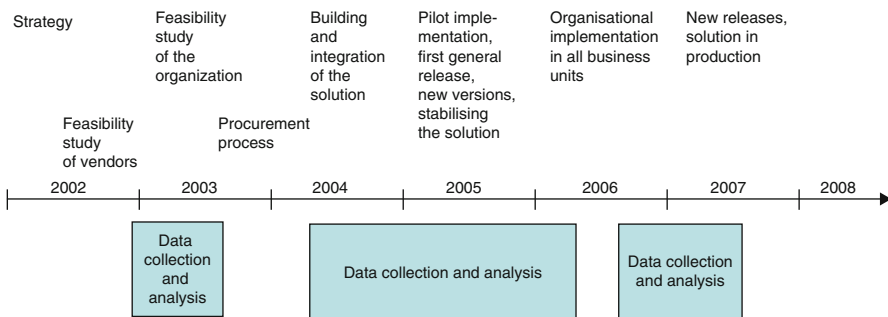 Strategy
Feasibility
study
of the
organization
Building
and
integration
of the
solution
Pilot imple-
mentation,
first general
release,
new versions,
stabilising
the solution
Organisational
implementation
in all business
units
New releases,
solution in
production
Feasibility
study
of vendors
Procurement
process
2002 2003 2004 2005 2006 2007 2008
Data
collection
and
analysis
Data collection and analysis
Data collection
and analysis